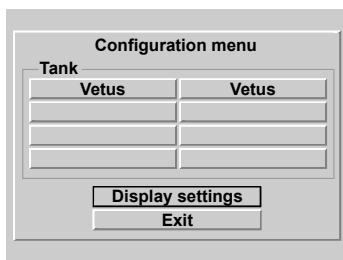 Configuration menu
Tank
Vetus Vetus
Display settings
Exit